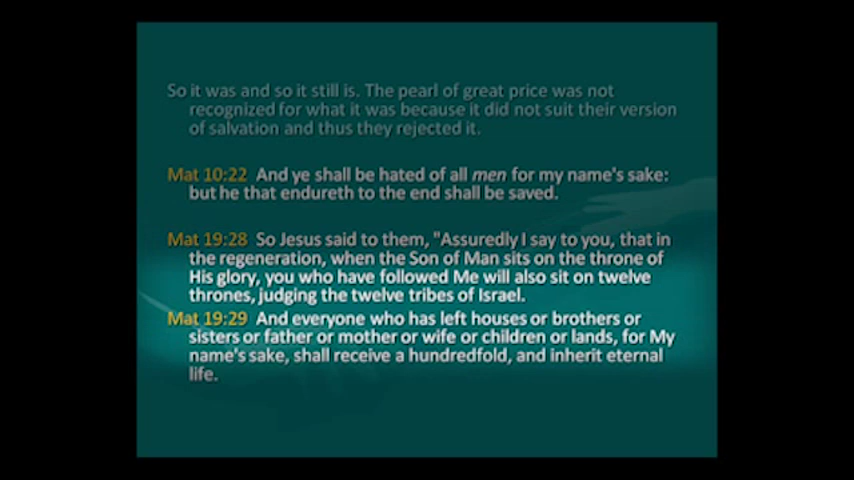 So it was and so it still is. The pearl of great price was not
recognized for what it was because it did not suit their version
of salvation and thus they rejected it.
Mat 10:22 And ye shall be hated of all men for my name's sake:
but he that endureth to the end shall be saved.
Mat 19:28 So Jesus said to them, "Assuredly I say to you, that in
the regeneration, when the Son of Man sits on the throne of
His glory, you who have followed Me will also sit on twelve
thrones, judging the twelve tribes of Israel.
Mat 19:29 And everyone who has left houses or brothers or
sisters or father or mother or wife or children or lands, for My
name's sake, shall receive a hundredfold, and inherit eternal
life.